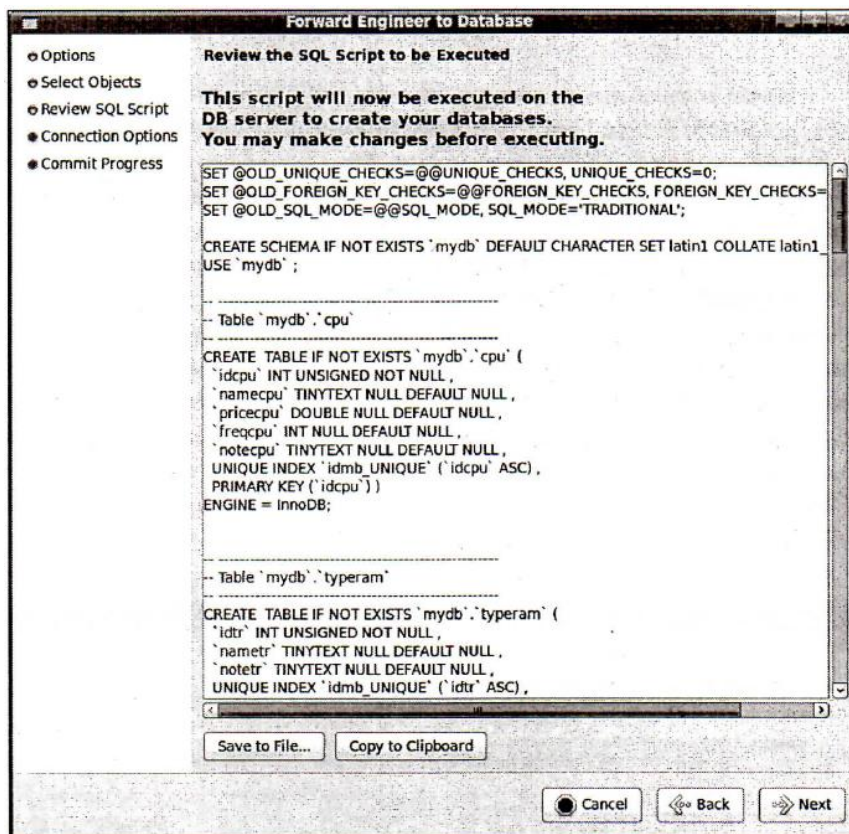 Forward Engineer to Database
Options
Select Objects
Review SQL Script
Connection Options
Commit Progress
Review the SQL Script to be Executed
This script will now be executed on the
DB server to create your databases.
You may make changes before executing.
SET @OLD_UNIQUE_CHECKS=@@UNIQUE_CHECKS, UNIQUE_CHECKS=0;
SET @OLD_FOREIGN_KEY_CHECKS=@@FOREIGN_KEY_CHECKS, FOREIGN_KEY_CHECKS=
SET @OLD_SQL_MODE=@@SQL_MODE, SQL_MODE='TRADITIONAL';
CREATE SCHEMA IF NOT EXISTS `mydb` DEFAULT CHARACTER SET latin1 COLLATE latin1_
USE `mydb` ;
-- -----------------------------------------------------
-- Table `mydb`.`cpu`
-- -----------------------------------------------------
CREATE  TABLE IF NOT EXISTS `mydb`.`cpu` (
`idcpu` INT UNSIGNED NOT NULL ,
`namecpu` TINYTEXT NULL DEFAULT NULL ,
`pricecpu` DOUBLE NULL DEFAULT NULL ,
`freqcpu` INT NULL DEFAULT NULL ,
`notecpu` TINYTEXT NULL DEFAULT NULL ,
UNIQUE INDEX `idmb_UNIQUE` (`idcpu` ASC) ,
PRIMARY KEY (`idcpu`) )
ENGINE = InnoDB;
-- -----------------------------------------------------
-- Table `mydb`.`typeram`
-- -----------------------------------------------------
CREATE  TABLE IF NOT EXISTS `mydb`.`typeram` (
`idtr` INT UNSIGNED NOT NULL ,
`nametr` TINYTEXT NULL DEFAULT NULL ,
`notetr` TINYTEXT NULL DEFAULT NULL ,
UNIQUE INDEX `idmb_UNIQUE` (`idtr` ASC) ,
Save to File... Copy to Clipboard
Cancel Back Next